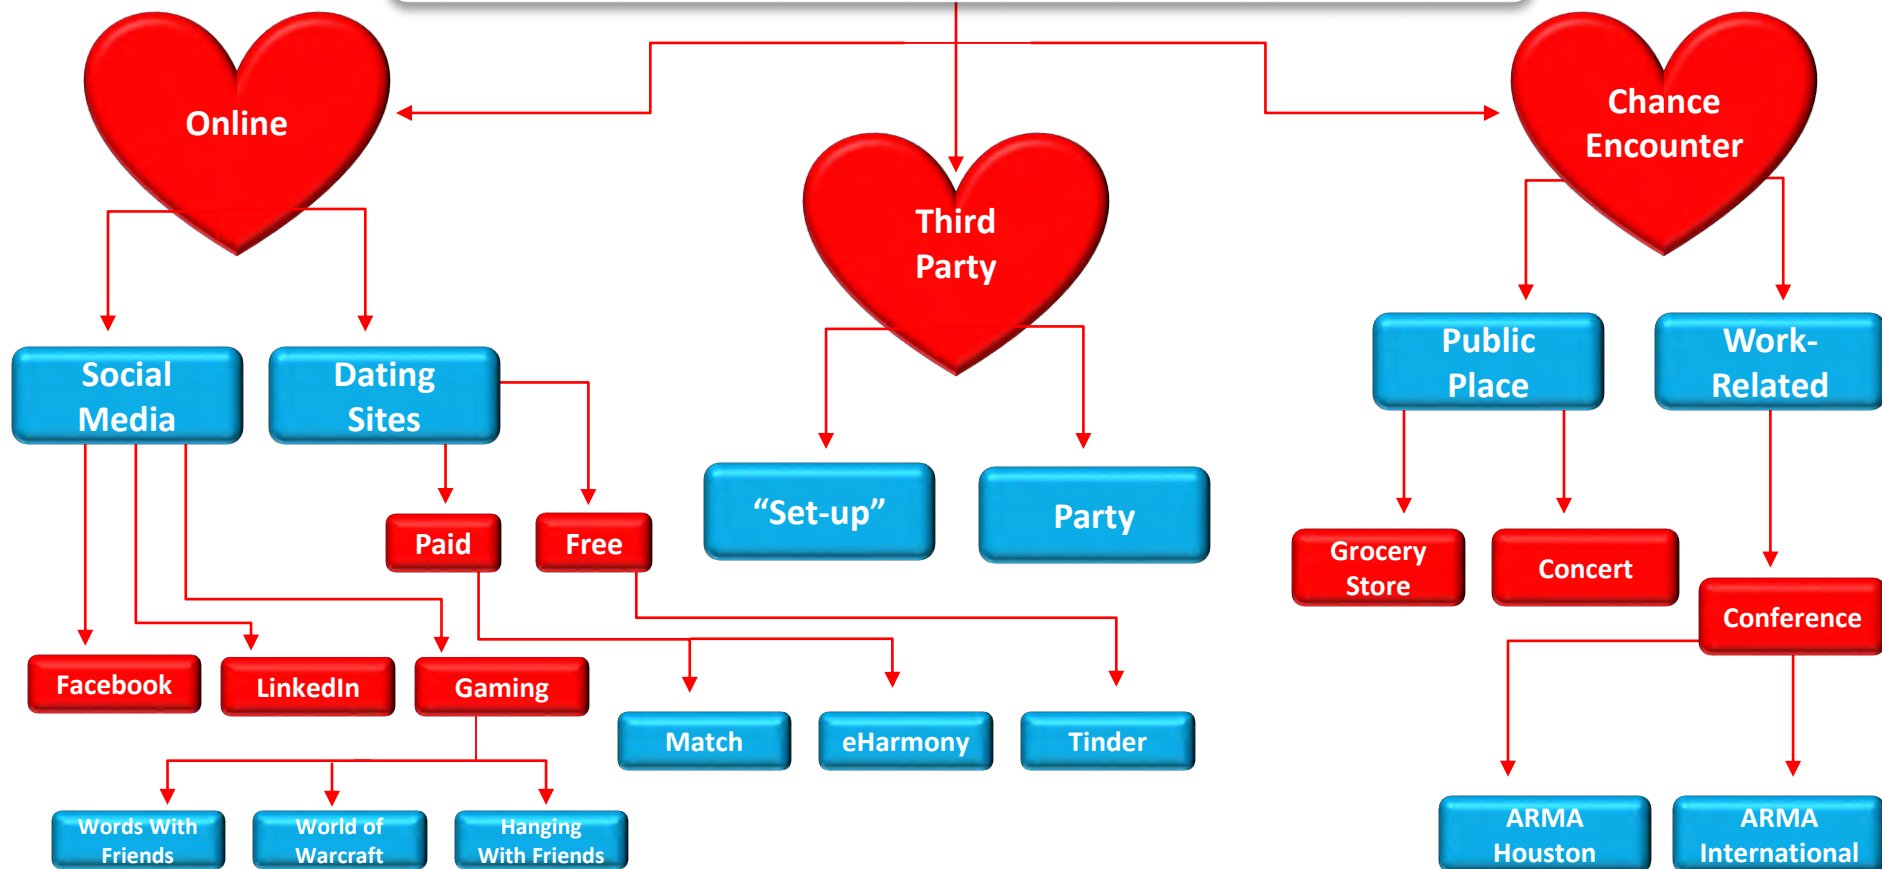 Online
Chance
Encounter
Third
Party
Social
Media
Dating
Sites
Public
Place
Work-
Related
"Set-up"
Party
Paid
Free
Grocery
Store
Concert
Conference
Facebook
LinkedIn
Gaming
Match
eHarmony
Tinder
Words With
Friends
World of
Warcraft
Hanging
With Friends
ARMA
Houston
ARMA
International